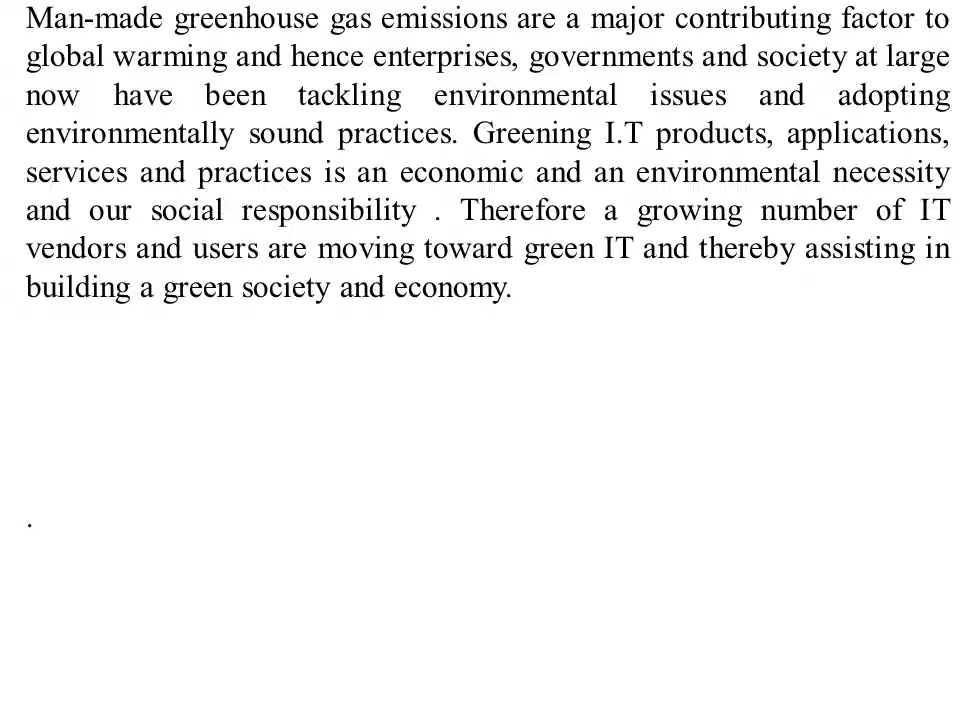 Man-made greenhouse gas emissions are a major contributing factor to
global warming and hence enterprises, governments and society at large
now have been tackling environmental issues and adopting
environmentally sound practices. Greening I.T products, applications,
services and practices is an economic and an environmental necessity
and our social responsibility . Therefore a growing number of IT
vendors and users are moving toward green IT and thereby assisting in
building a green society and economy.
.